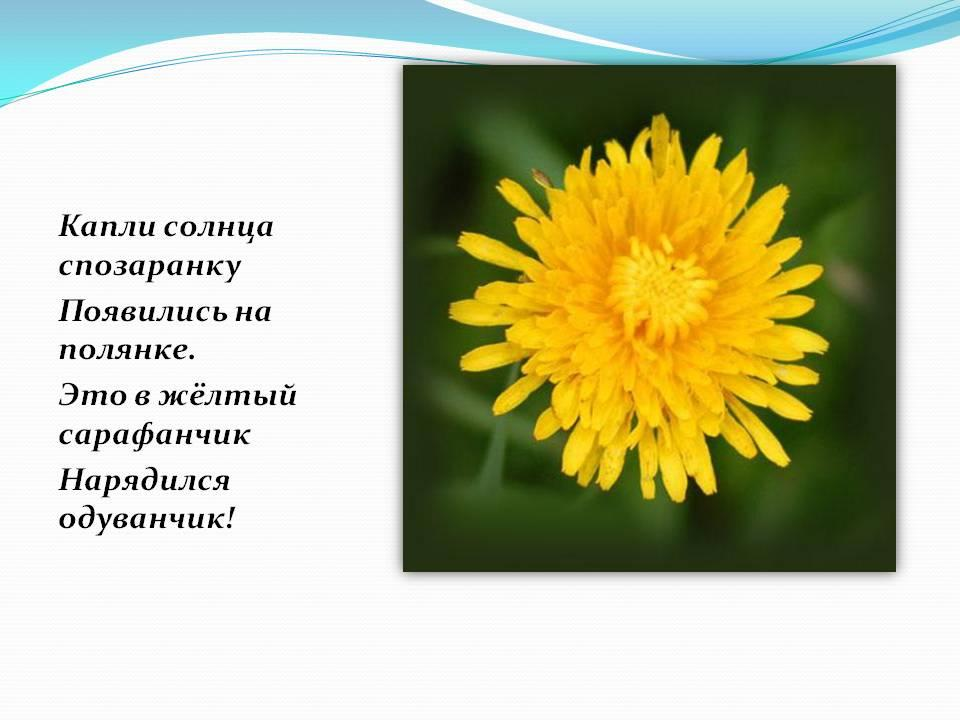 Капли солнца
спозаранку
Появились на
полянке.
Это в жёлтый
сарафанчик
Нарядился
одуванчик!